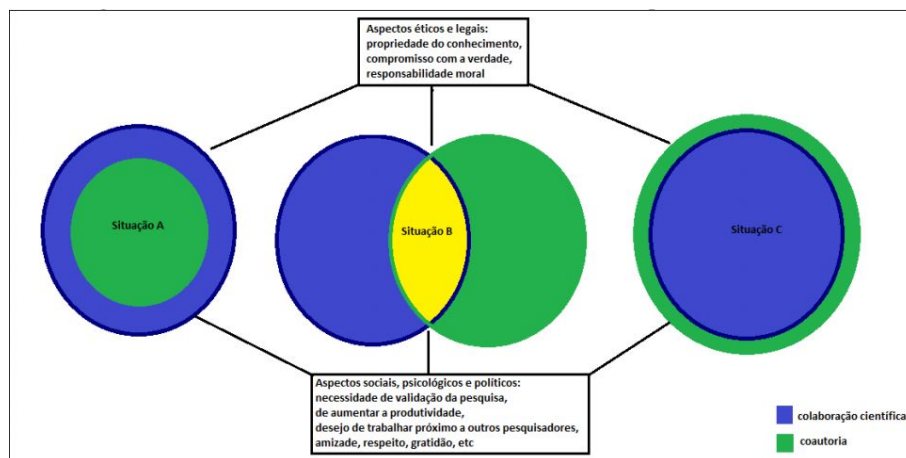 Aspectos éticos e legais:
propriedade do conhecimento,
compromisso com a verdade,
responsabilidade moral
Situação A
Situação B
Situação C
Aspectos sociais, psicológicos e políticos:
necessidade de validação da pesquisa,
de aumentar a produtividade,
desejo de trabalhar próximo a outros pesquisadores,
amizade, respeito, gratidão, etc
colaboração científica
coautoria